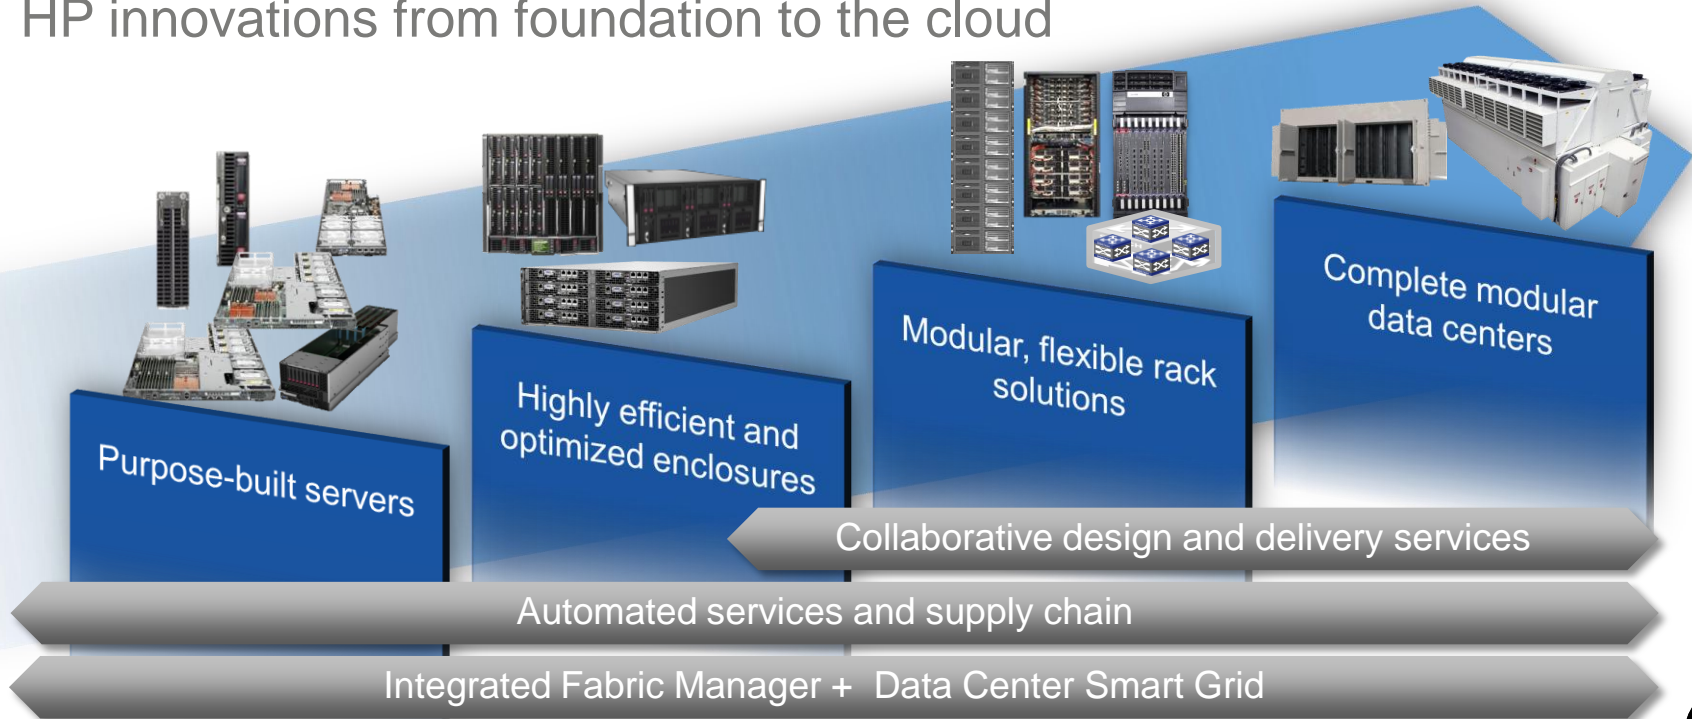 HP innovations from foundation to the cloud
Purpose-built servers
Highly efficient and
optimized enclosures
Modular, flexible rack
solutions
Complete modular
data centers
Collaborative design and delivery services
Automated services and supply chain
Integrated Fabric Manager + Data Center Smart Grid